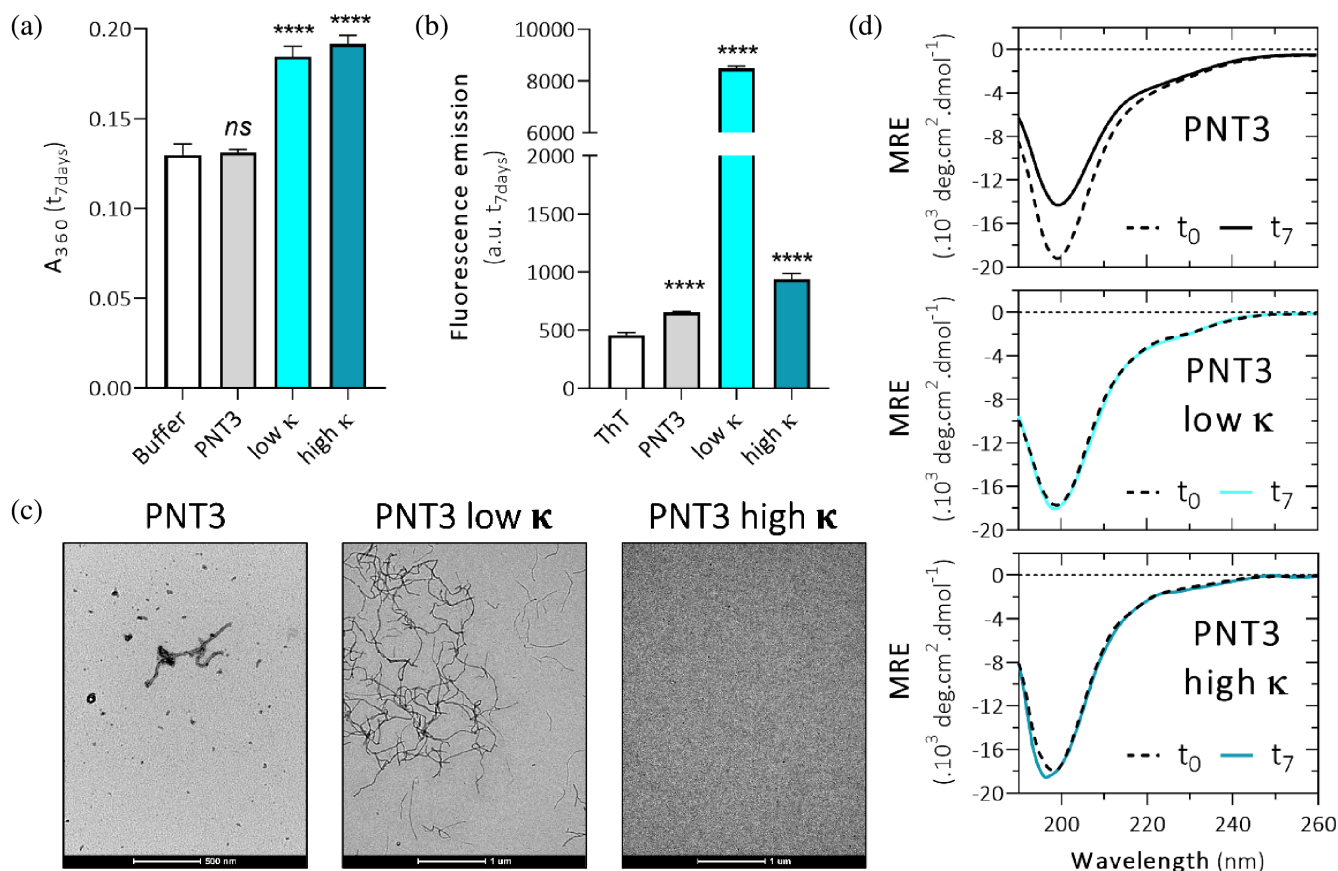 (a)
A₃₆₀ (t₇days)
0.20
0.15
0.10
0.05
0.00
ns
****
****
Buffer
PNT3
low κ
high κ
(b)
Fluorescence emission
(a.u. t₇days)
10000
8000
6000
2000
1000
500
0
****
****
****
ThT
PNT3
low κ
high κ
(c)
PNT3
PNT3 low κ
PNT3 high κ
500 nm
1 um
1 um
(d)
MRE
(.10³ deg.cm².dmol⁻¹)
0
-4
-8
-12
-16
-20
PNT3
t₀ t₇
MRE
(.10³ deg.cm².dmol⁻¹)
0
-4
-8
-12
-16
-20
PNT3
low κ
t₀ t₇
MRE
(.10³ deg.cm².dmol⁻¹)
0
-4
-8
-12
-16
-20
PNT3
high κ
t₀ t₇
200 220 240 260
Wavelength (nm)